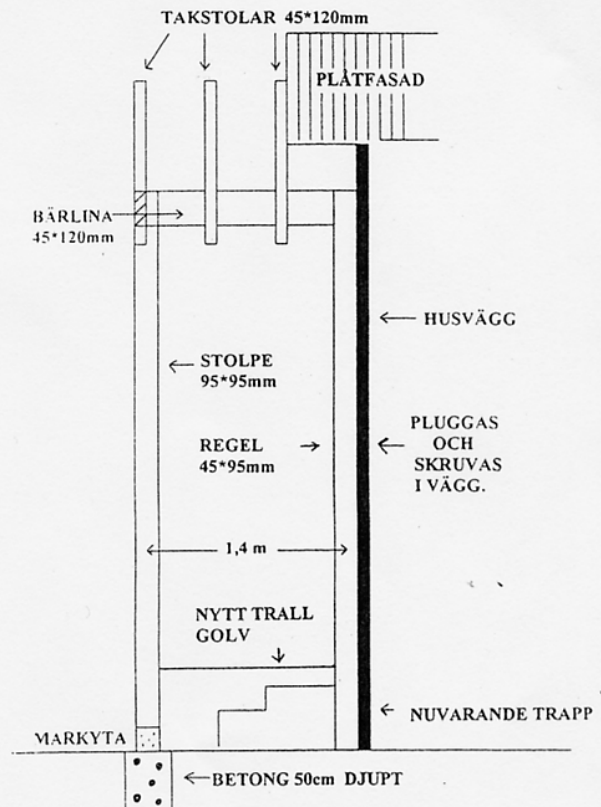 TAKSTOLAR 45*120mm
PLÅTFASAD
BÄRLINA
45*120mm
HUSVÄGG
STOLPE
95*95mm
REGEL
45*95mm
PLUGGAS
OCH
SKRUVAS
I VÄGG.
1,4 m
NYTT TRALL
GOLV
NUVARANDE TRAPP
MARKYTA
BETONG 50cm DJUPT